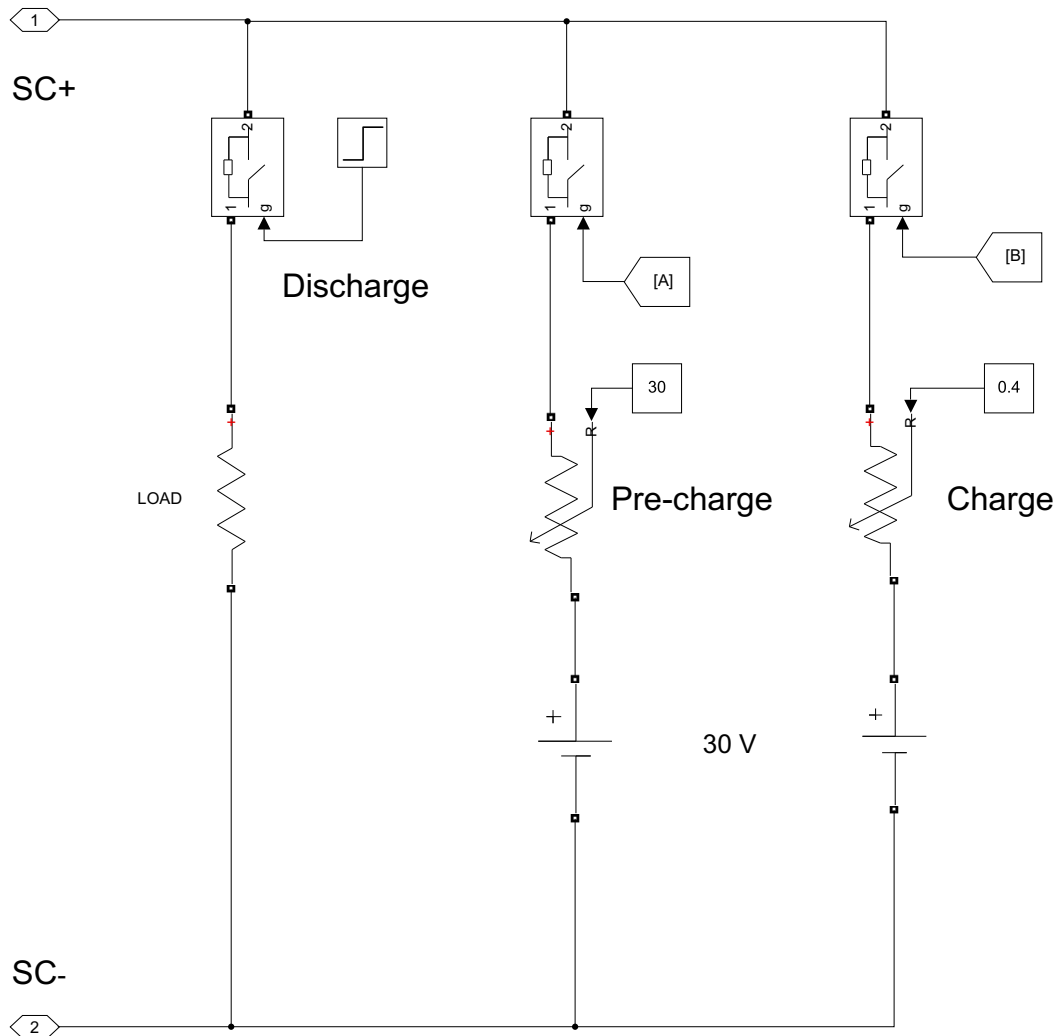 1
SC+
2
1
g
2
1
g
2
1
g
Discharge
[A]
[B]
30
0.4
+
R
+
R
+
LOAD
Pre-charge
Charge
+
30 V
+
SC-
2